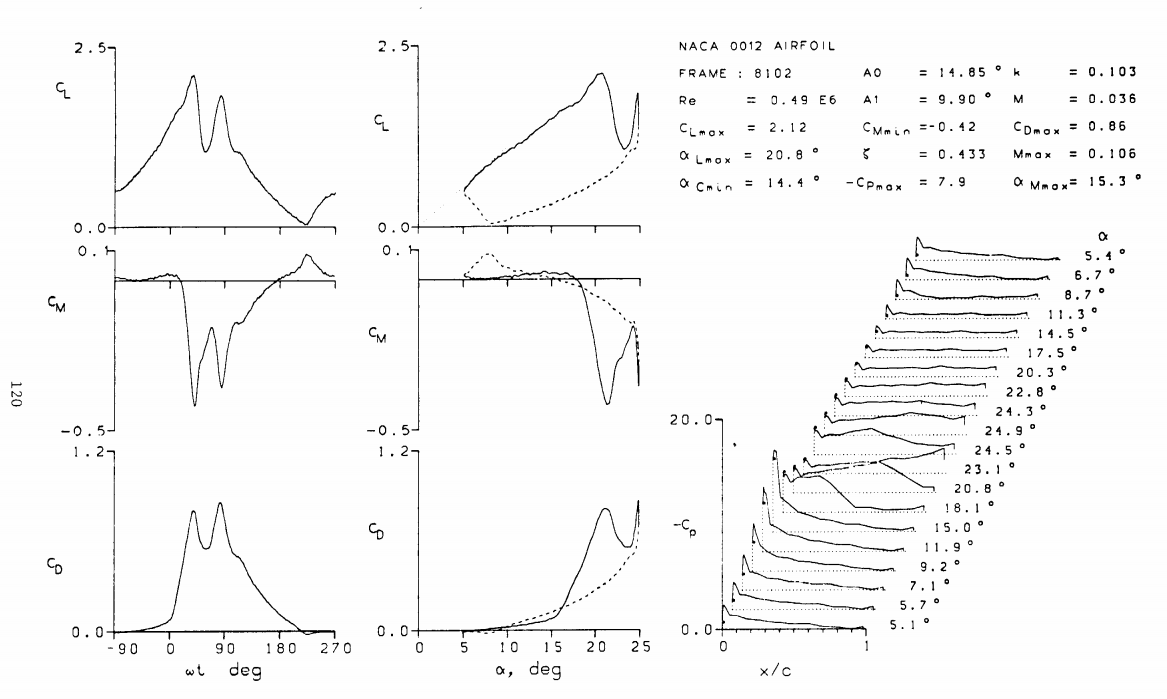 NACA 0012 AIRFOIL
FRAME : 8102 A0 = 14.85 ° k = 0.103
Re = 0.49 E6 A1 = 9.90 ° M = 0.036
CLmax = 2.12 CMmin =-0.42 CDmax = 0.86
αLmax = 20.8 ° ζ = 0.433 Mmax = 0.106
αCmin = 14.4 ° -CPmax = 7.9 αMmax= 15.3 °
2.5
CL
0.0
0.1
CM
-0.5
1.2
CD
0.0
-90 0 90 180 270
ωt deg
2.5
CL
0.0
0.1
CM
-0.5
1.2
CD
0.0
0 5 10 15 20 25
α, deg
α
5.4 °
6.7 °
8.7 °
11.3 °
14.5 °
17.5 °
20.3 °
22.8 °
24.3 °
24.9 °
24.5 °
23.1 °
20.8 °
18.1 °
15.0 °
11.9 °
9.2 °
7.1 °
5.7 °
5.1 °
20.0
-Cp
0.0
0 1
x/c
120